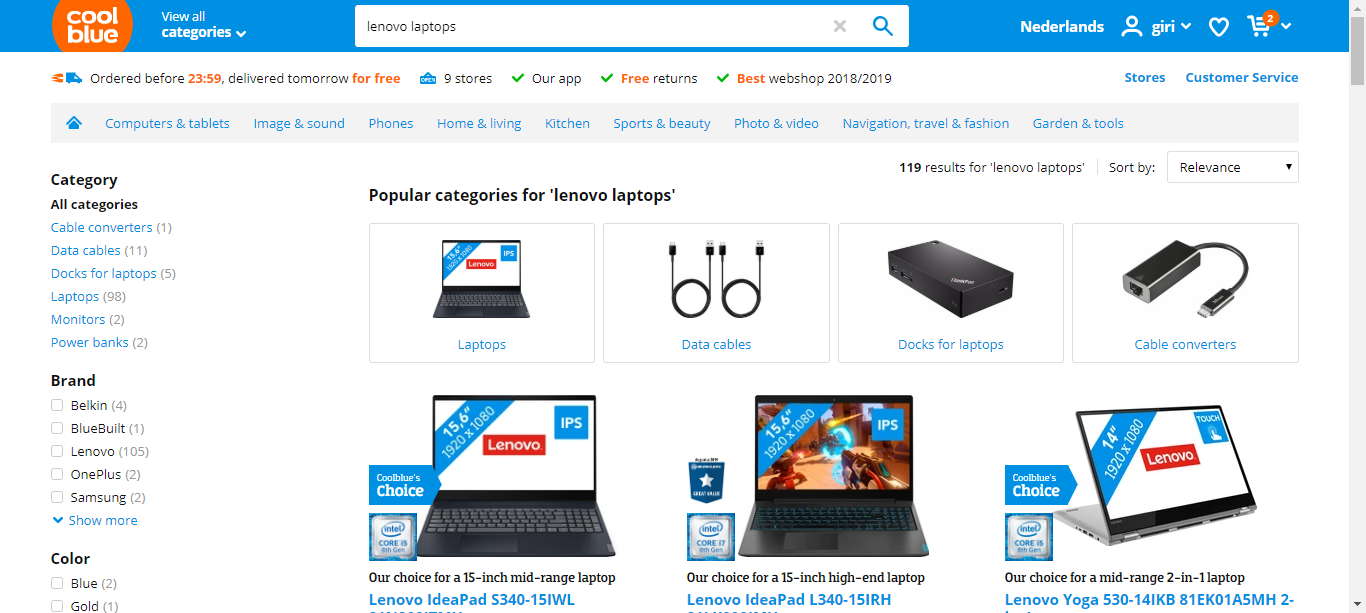 cool
blue
View all
categories
lenovo laptops
Nederlands
giri
2
Ordered before 23:59, delivered tomorrow for free
OPEN
9 stores
Our app
Free returns
Best webshop 2018/2019
Stores
Customer Service
Computers & tablets
Image & sound
Phones
Home & living
Kitchen
Sports & beauty
Photo & video
Navigation, travel & fashion
Garden & tools
119 results for 'lenovo laptops'
Sort by:
Relevance
Category
All categories
Cable converters (1)
Data cables (11)
Docks for laptops (5)
Laptops (98)
Monitors (2)
Power banks (2)
Brand
Belkin (4)
BlueBuilt (1)
Lenovo (105)
OnePlus (2)
Samsung (2)
Show more
Color
Blue (2)
Gold (1)
Popular categories for 'lenovo laptops'
15,6"
1920 x 1080
IPS
Lenovo
ThinkPad
Laptops
Data cables
Docks for laptops
Cable converters
15,6"
1920 x 1080
IPS
Lenovo
Coolblue's
Choice
intel
CORE i5
8th Gen
Our choice for a 15-inch mid-range laptop
Lenovo IdeaPad S340-15IWL
15,6"
1920 x 1080
IPS
GREAT VALUE
intel
CORE i7
8th Gen
Our choice for a 15-inch high-end laptop
Lenovo IdeaPad L340-15IRH
14"
1920 x 1080
TOUCH
Lenovo
Coolblue's
Choice
intel
CORE i5
8th Gen
Our choice for a mid-range 2-in-1 laptop
Lenovo Yoga 530-14IKB 81EK01A5MH 2-